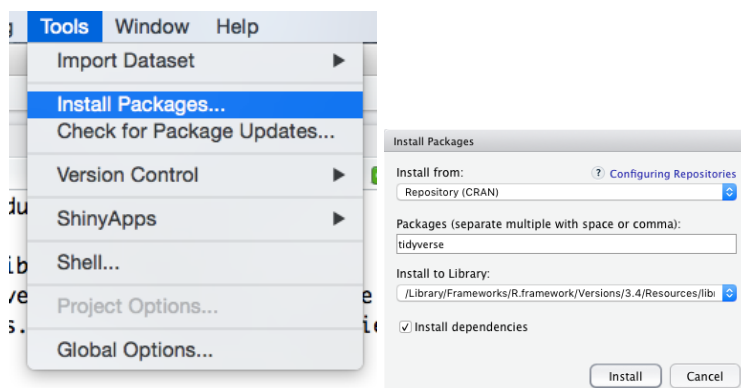 Tools Window Help
Import Dataset
Install Packages...
Check for Package Updates...
Version Control
ShinyApps
Shell...
Project Options...
Global Options...
Install Packages
Install from:
? Configuring Repositories
Repository (CRAN)
Packages (separate multiple with space or comma):
tidyverse
Install to Library:
/Library/Frameworks/R.framework/Versions/3.4/Resources/libr
Install dependencies
Install Cancel